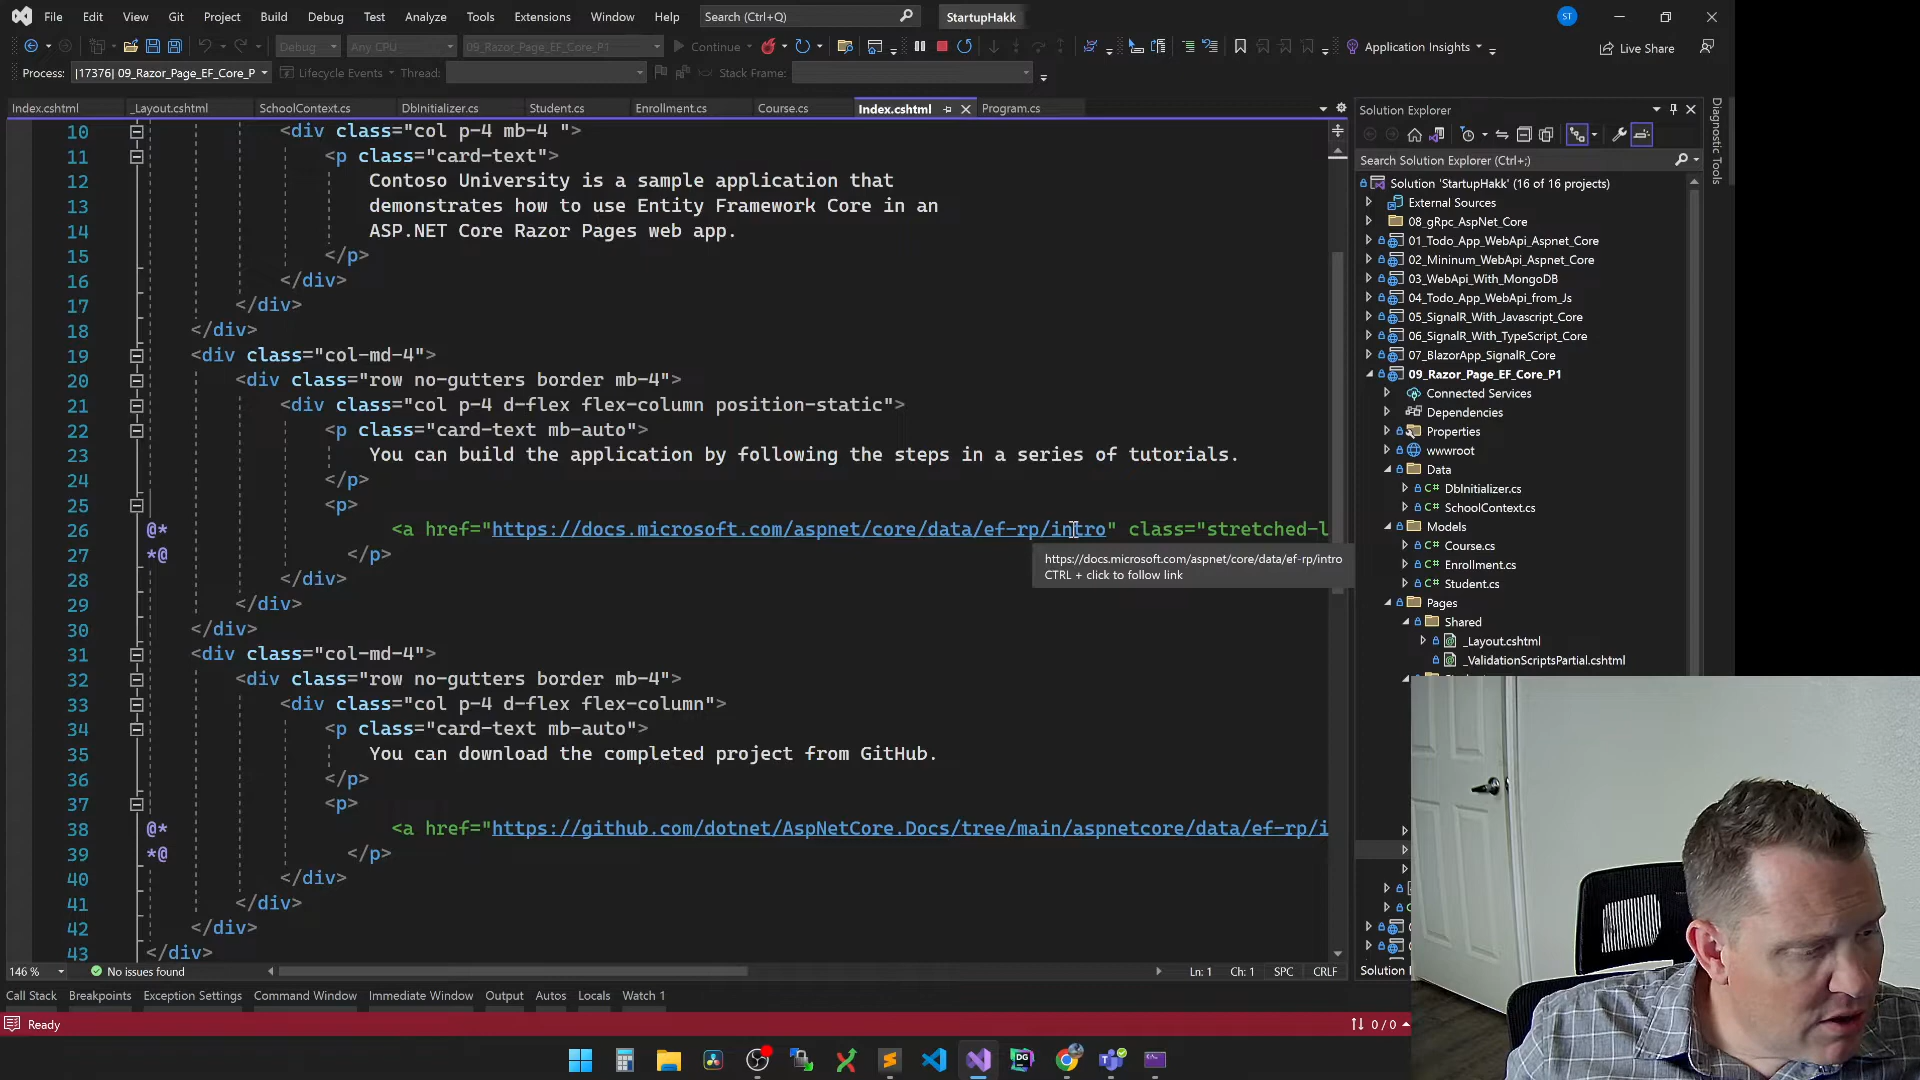 File Edit View Project Build Debug Test Analyze Tools Extensions Window Help Search (Ctrl+Q) StartupHakk ST
Debug Any CPU 09_Razor_Page_EF_Core_P1 Continue Application Insights Live Share
Process: [17376] 09_Razor_Page_EF_Core_P Lifecycle Events Thread: Stack Frame:
Index.cshtml _Layout.cshtml SchoolContext.cs DbInitializer.cs Student.cs Enrollment.cs Course.cs Index.cshtml Program.cs
10 <div class="col p-4 mb-4 ">
11 <p class="card-text">
12 Contoso University is a sample application that
13 demonstrates how to use Entity Framework Core in an
14 ASP.NET Core Razor Pages web app.
15 </p>
16 </div>
17 </div>
18 </div>
19 <div class="col-md-4">
20 <div class="row no-gutters border mb-4">
21 <div class="col p-4 d-flex flex-column position-static">
22 <p class="card-text mb-auto">
23 You can build the application by following the steps in a series of tutorials.
24 </p>
25 <p>
26 @* <a href="https://docs.microsoft.com/aspnet/core/data/ef-rp/intro" class="stretched-l
27 *@ </p>
28 </div>
29 </div>
30 </div>
31 <div class="col-md-4">
32 <div class="row no-gutters border mb-4">
33 <div class="col p-4 d-flex flex-column">
34 <p class="card-text mb-auto">
35 You can download the completed project from GitHub.
36 </p>
37 <p>
38 @* <a href="https://github.com/dotnet/AspNetCore.Docs/tree/main/aspnetcore/data/ef-rp/i
39 *@ </p>
40 </div>
41 </div>
42 </div>
43 </div>
https://docs.microsoft.com/aspnet/core/data/ef-rp/intro
CTRL + click to follow link
146 % No issues found Ln: 1 Ch: 1 SPC CRLF
Solution Explorer
Search Solution Explorer (Ctrl+;)
Solution 'StartupHakk' (16 of 16 projects)
External Sources
08_gRpc_AspNet_Core
01_Todo_App_WebApi_Aspnet_Core
02_Mininum_WebApi_Aspnet_Core
03_WebApi_With_MongoDB
04_Todo_App_WebApi_from_Js
05_SignalR_With_Javascript_Core
06_SignalR_With_TypeScript_Core
07_BlazorApp_SignalR_Core
09_Razor_Page_EF_Core_P1
Connected Services
Dependencies
Properties
wwwroot
Data
C# DbInitializer.cs
C# SchoolContext.cs
Models
C# Course.cs
C# Enrollment.cs
C# Student.cs
Pages
Shared
_Layout.cshtml
_ValidationScriptsPartial.cshtml
Solution
Diagnostic Tools
Call Stack Breakpoints Exception Settings Command Window Immediate Window Output Autos Locals Watch 1
Ready 0 / 0
DG